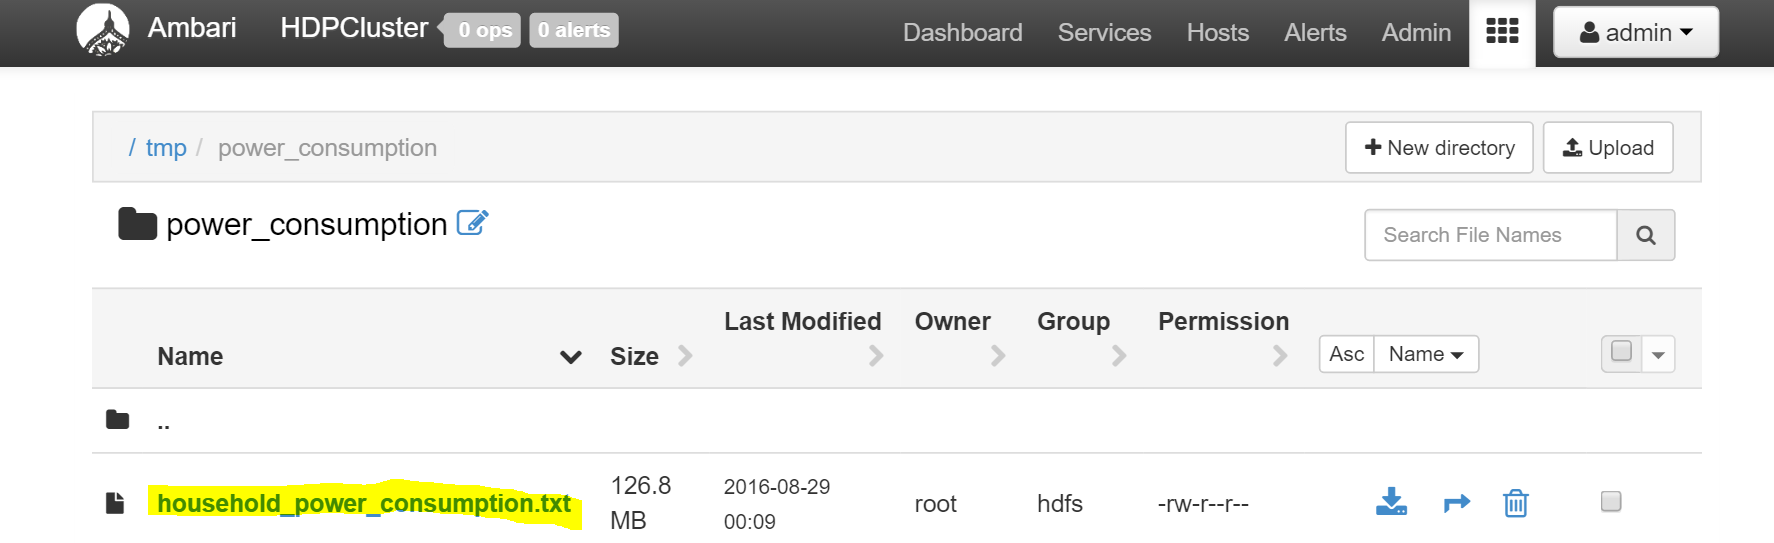 Ambari HDPCluster 0 ops 0 alerts Dashboard Services Hosts Alerts Admin admin
/ tmp / power_consumption New directory Upload
power_consumption Search File Names
Name Size Last Modified Owner Group Permission Asc Name
..
household_power_consumption.txt 126.8 MB 2016-08-29 00:09 root hdfs -rw-r--r--